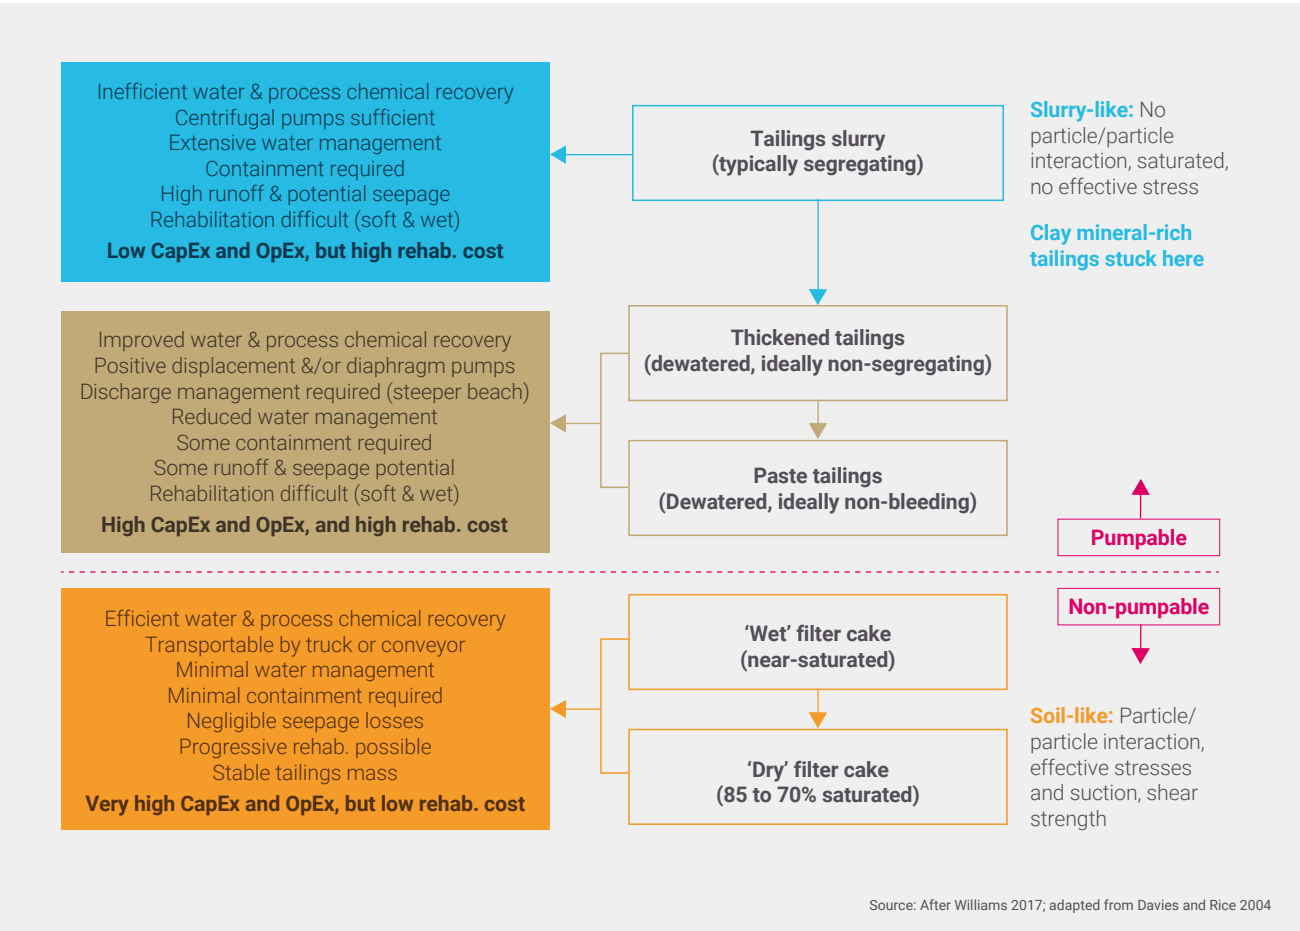 Inefficient water & process chemical recovery
Centrifugal pumps sufficient
Extensive water management
Containment required
High runoff & potential seepage
Rehabilitation difficult (soft & wet)
Low CapEx and OpEx, but high rehab. cost
Tailings slurry
(typically segregating)
Slurry-like: No
particle/particle
interaction, saturated,
no effective stress
Clay mineral-rich
tailings stuck here
Improved water & process chemical recovery
Positive displacement &/or diaphragm pumps
Discharge management required (steeper beach)
Reduced water management
Some containment required
Some runoff & seepage potential
Rehabilitation difficult (soft & wet)
High CapEx and OpEx, and high rehab. cost
Thickened tailings
(dewatered, ideally non-segregating)
Paste tailings
(Dewatered, ideally non-bleeding)
Pumpable
Non-pumpable
Efficient water & process chemical recovery
Transportable by truck or conveyor
Minimal water management
Minimal containment required
Negligible seepage losses
Progressive rehab. possible
Stable tailings mass
Very high CapEx and OpEx, but low rehab. cost
‘Wet’ filter cake
(near-saturated)
‘Dry’ filter cake
(85 to 70% saturated)
Soil-like: Particle/
particle interaction,
effective stresses
and suction, shear
strength
Source: After Williams 2017; adapted from Davies and Rice 2004